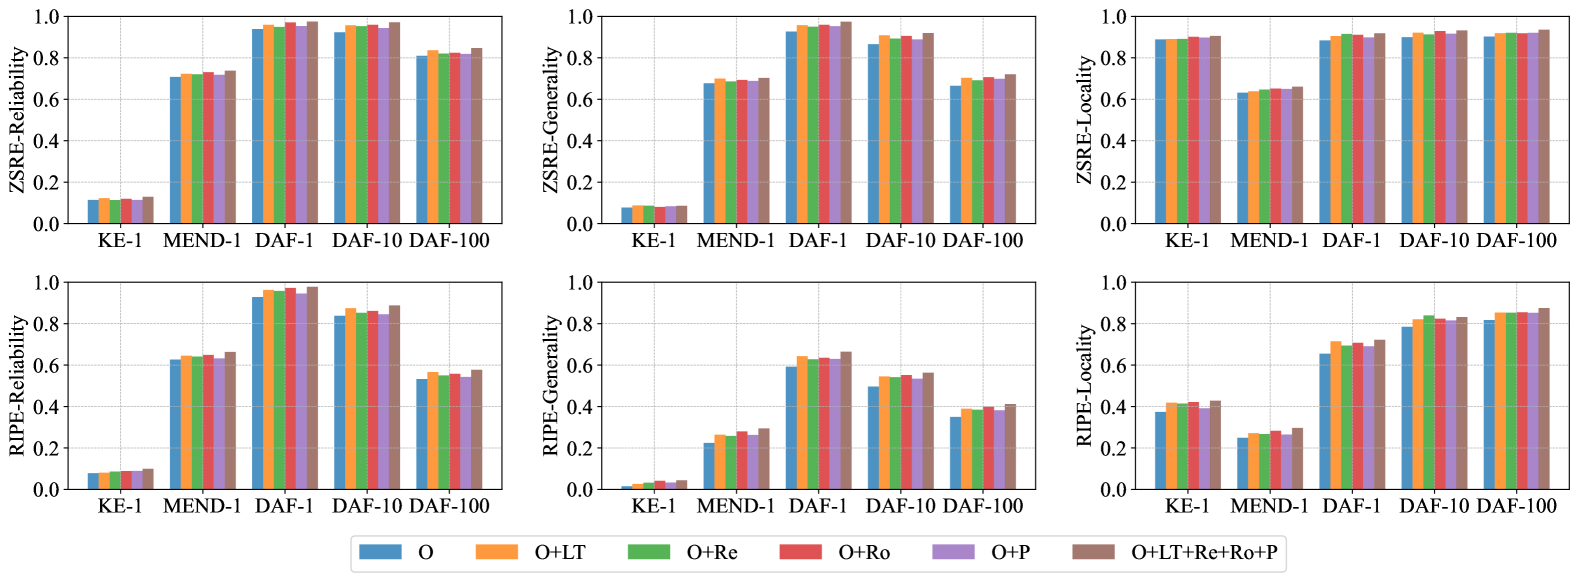 ZSRE-Reliability
1.0
0.8
0.6
0.4
0.2
0.0
KE-1 MEND-1 DAF-1 DAF-10 DAF-100
ZSRE-Generality
1.0
0.8
0.6
0.4
0.2
0.0
KE-1 MEND-1 DAF-1 DAF-10 DAF-100
ZSRE-Locality
1.0
0.8
0.6
0.4
0.2
0.0
KE-1 MEND-1 DAF-1 DAF-10 DAF-100
RIPE-Reliability
1.0
0.8
0.6
0.4
0.2
0.0
KE-1 MEND-1 DAF-1 DAF-10 DAF-100
RIPE-Generality
1.0
0.8
0.6
0.4
0.2
0.0
KE-1 MEND-1 DAF-1 DAF-10 DAF-100
RIPE-Locality
1.0
0.8
0.6
0.4
0.2
0.0
KE-1 MEND-1 DAF-1 DAF-10 DAF-100
O O+LT O+Re O+Ro O+P O+LT+Re+Ro+P